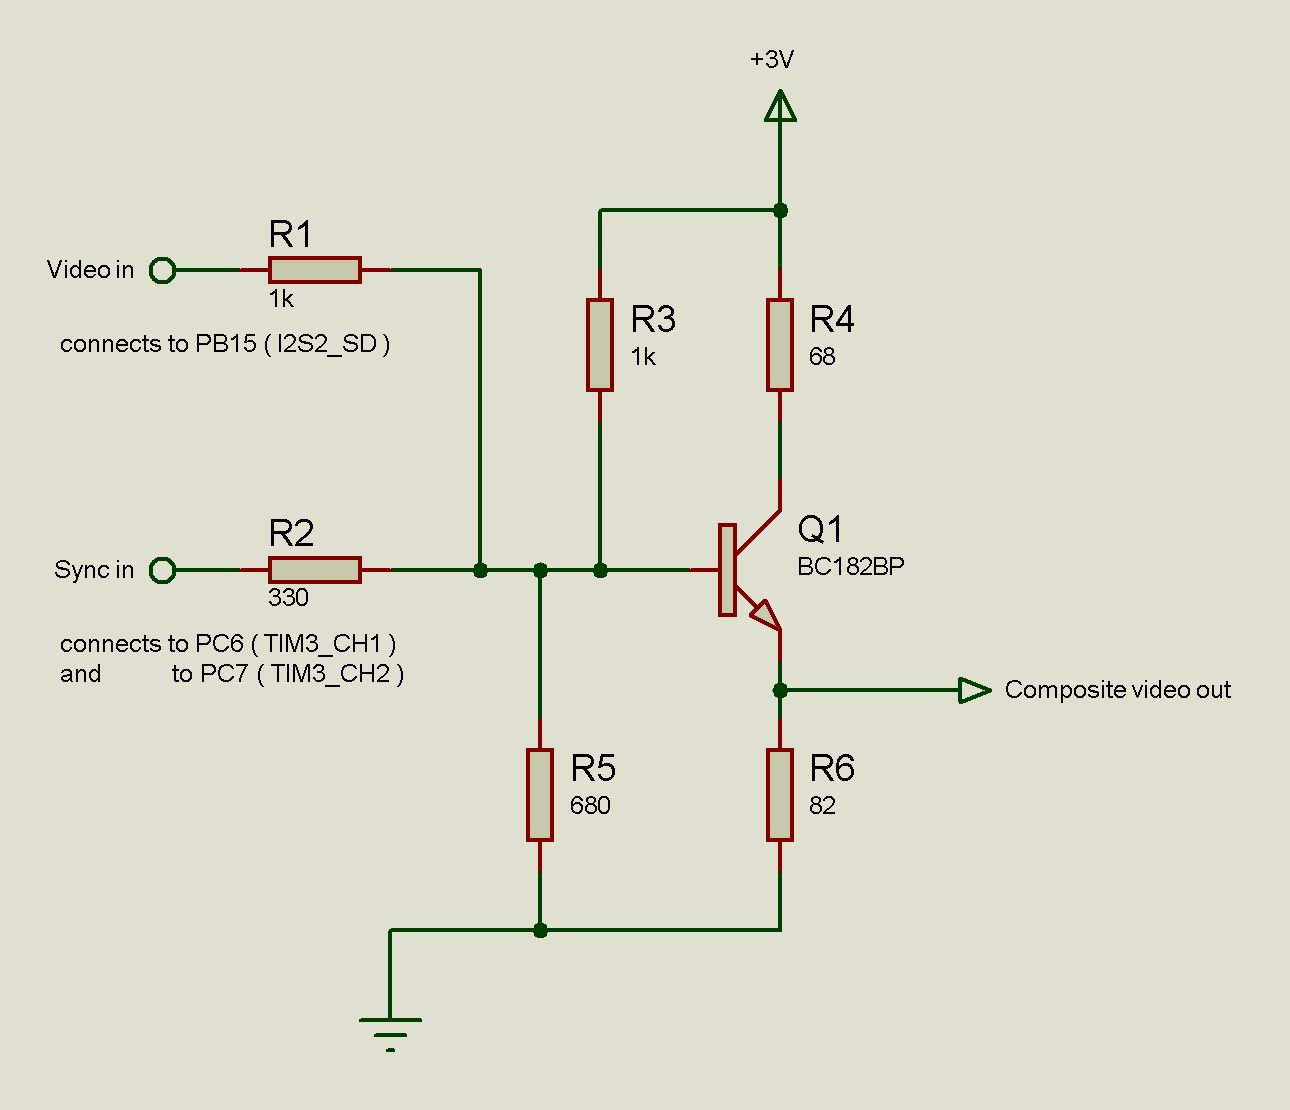 +3V
R1
Video in
1k
connects to PB15 ( I2S2_SD )
R3
1k
R4
68
R2
Sync in
330
connects to PC6 ( TIM3_CH1 )
and to PC7 ( TIM3_CH2 )
Q1
BC182BP
Composite video out
R5
680
R6
82